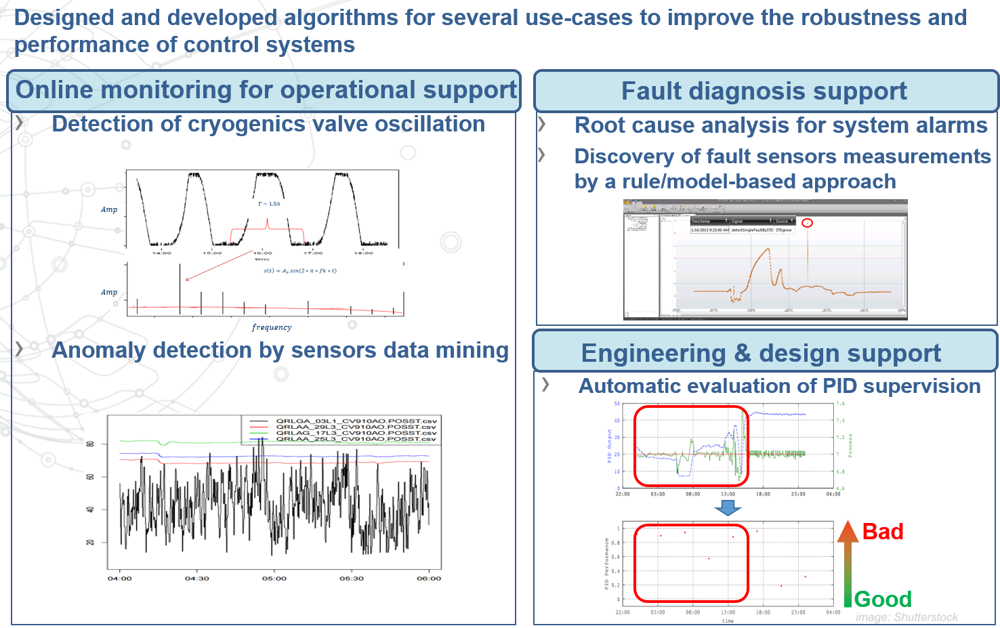 Designed and developed algorithms for several use-cases to improve the robustness and
performance of control systems
Online monitoring for operational support
Detection of cryogenics valve oscillation
Amp
T ~ 1.5h
14:00 15:00 16:00 17:00 18:00
time
s(t) = Aₖ sin(2 * π * fk * t)
Amp
frequency
Anomaly detection by sensors data mining
QRLGA_03L1_CV910AO.POSST.csv
QRLAA_29L3_CV910AO.POSST.csv
QRLAG_17L3_CV910AO.POSST.csv
QRLAA_25L3_CV910AO.POSST.csv
80
60
40
20
04:00 04:30 05:00 05:30 06:00
Fault diagnosis support
Root cause analysis for system alarms
Discovery of fault sensors measurements
by a rule/model-based approach
Timestamp Signal Source
1/16/2013 9:23:00 AM detectSingleFaultBySTD STDgrow
Engineering & design support
Automatic evaluation of PID supervision
50 7.6
40 7.4
30 7.2
20 7
10 6.8
0 6.6
PID Output
Process
22:00 03:00 08:00 13:00 18:00 23:00 04:00
1
0.8
0.6
0.4
0.2
0
PID Performance
22:00 03:00 08:00 13:00 18:00 23:00 04:00
time
Bad
Good
image: Shutterstock